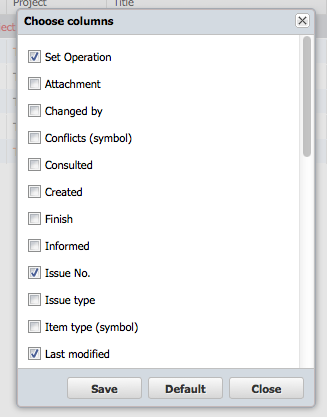 Project Title
Choose columns
ect
Set Operation
Attachment
Changed by
Conflicts (symbol)
Consulted
Created
Finish
Informed
Issue No.
Issue type
Item type (symbol)
Last modified
Save Default Close